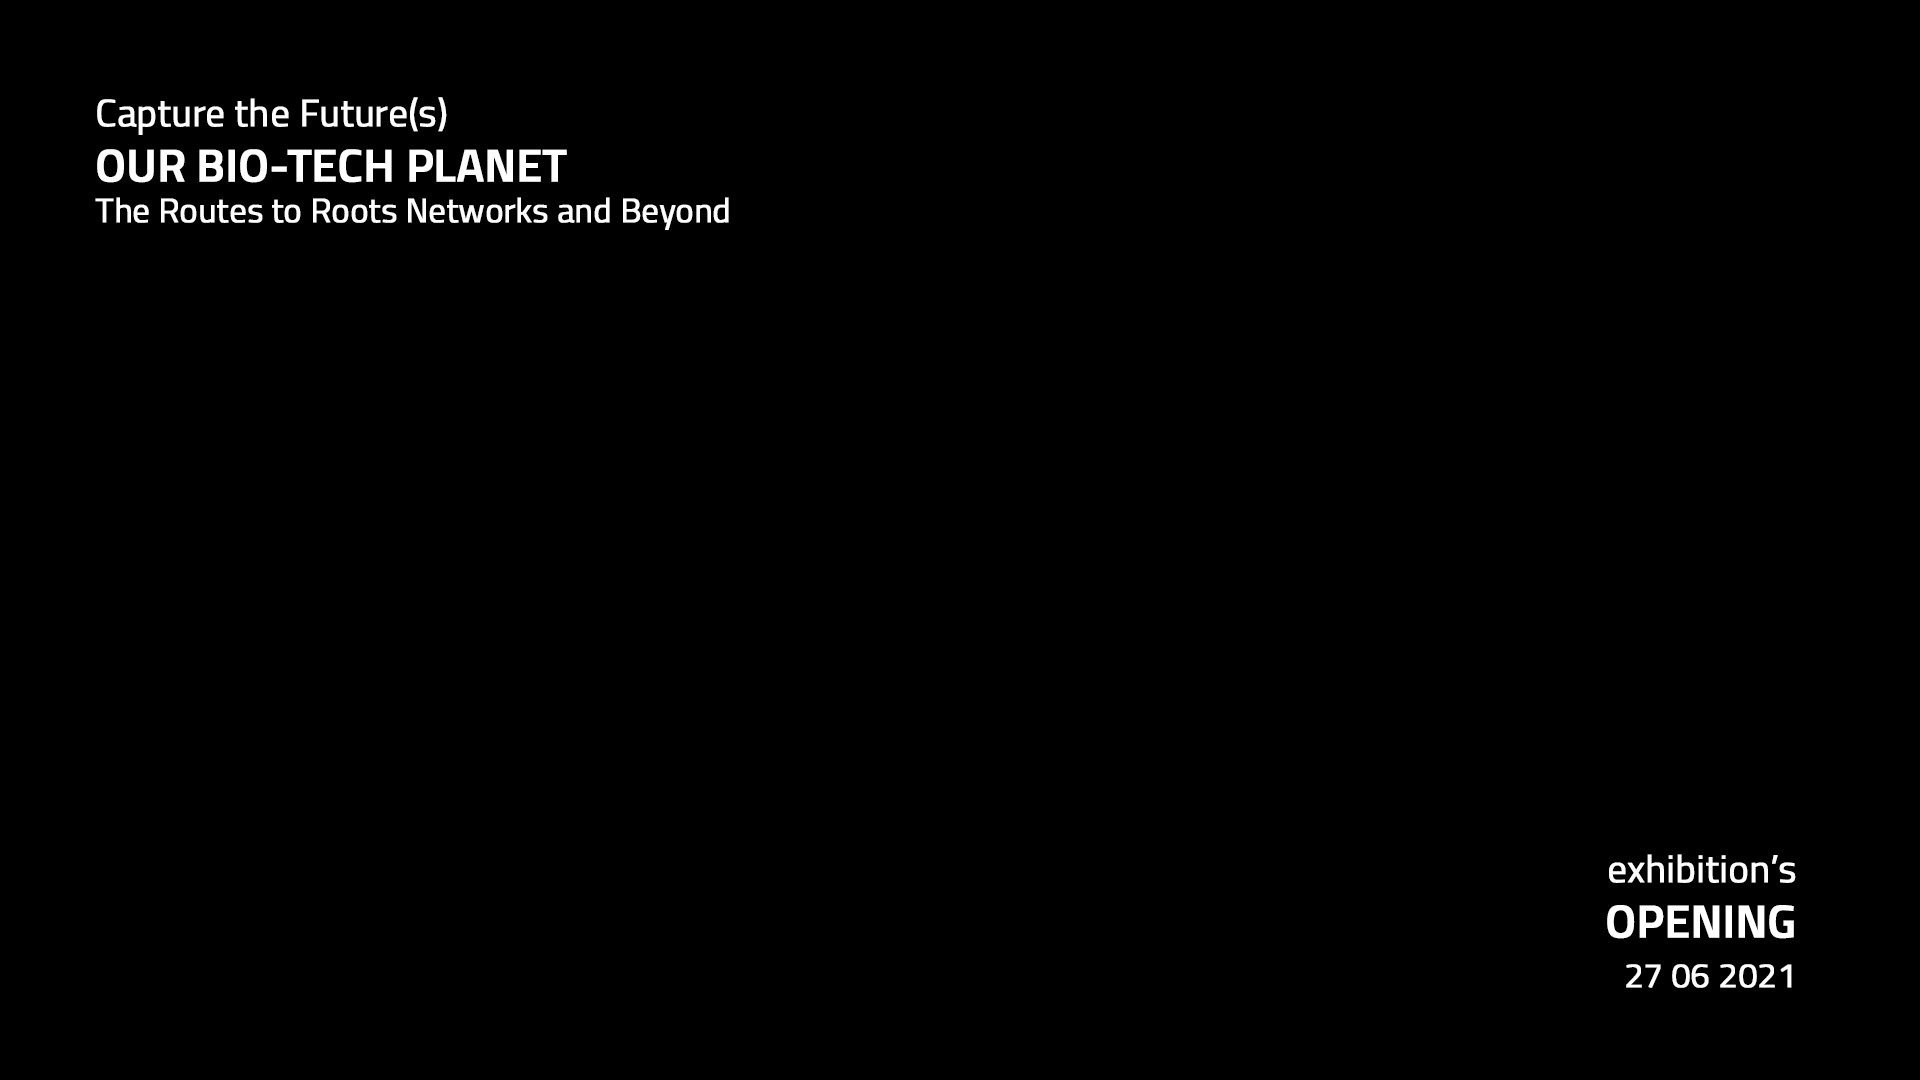 Capture the Future(s)
OUR BIO-TECH PLANET
The Routes to Roots Networks and Beyond
exhibition’s
OPENING
27 06 2021